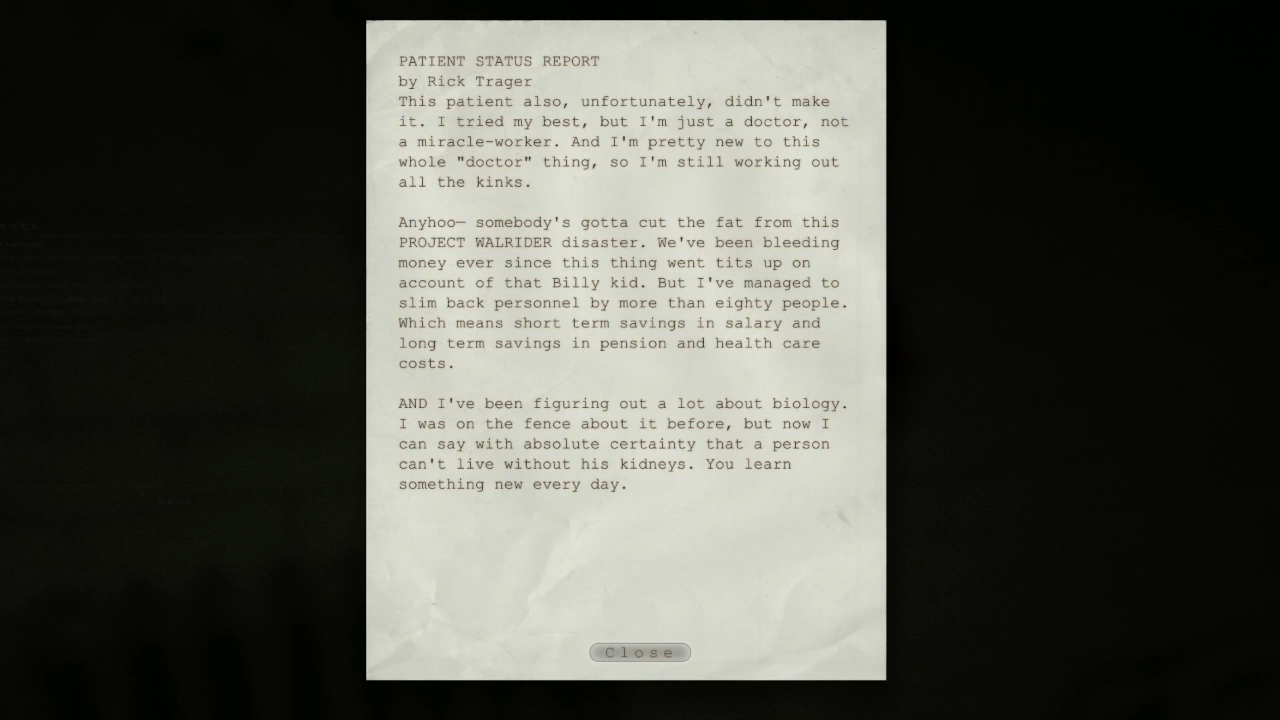 PATIENT STATUS REPORT
by Rick Trager
This patient also, unfortunately, didn't make
it. I tried my best, but I'm just a doctor, not
a miracle-worker. And I'm pretty new to this
whole "doctor" thing, so I'm still working out
all the kinks.
Anyhoo— somebody's gotta cut the fat from this
PROJECT WALRIDER disaster. We've been bleeding
money ever since this thing went tits up on
account of that Billy kid. But I've managed to
slim back personnel by more than eighty people.
Which means short term savings in salary and
long term savings in pension and health care
costs.
AND I've been figuring out a lot about biology.
I was on the fence about it before, but now I
can say with absolute certainty that a person
can't live without his kidneys. You learn
something new every day.
Close